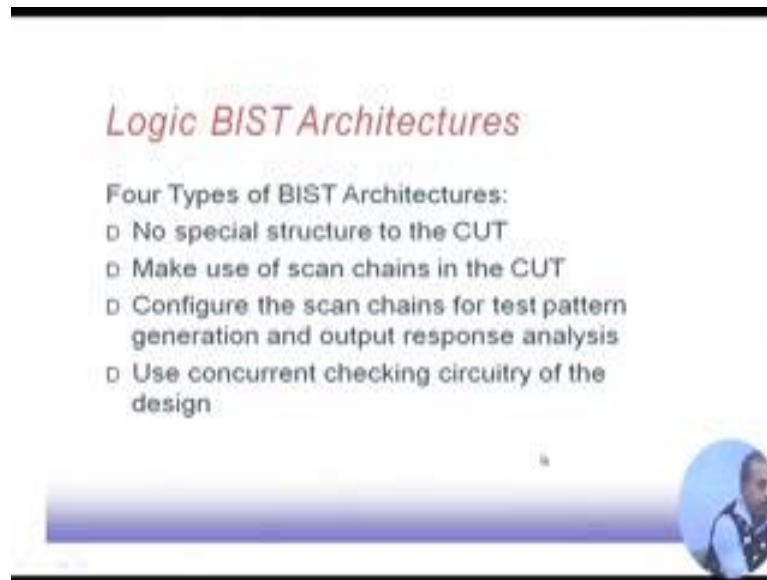 Logic BIST Architectures
Four Types of BIST Architectures:
D No special structure to the CUT
D Make use of scan chains in the CUT
D Configure the scan chains for test pattern
generation and output response analysis
D Use concurrent checking circuitry of the
design